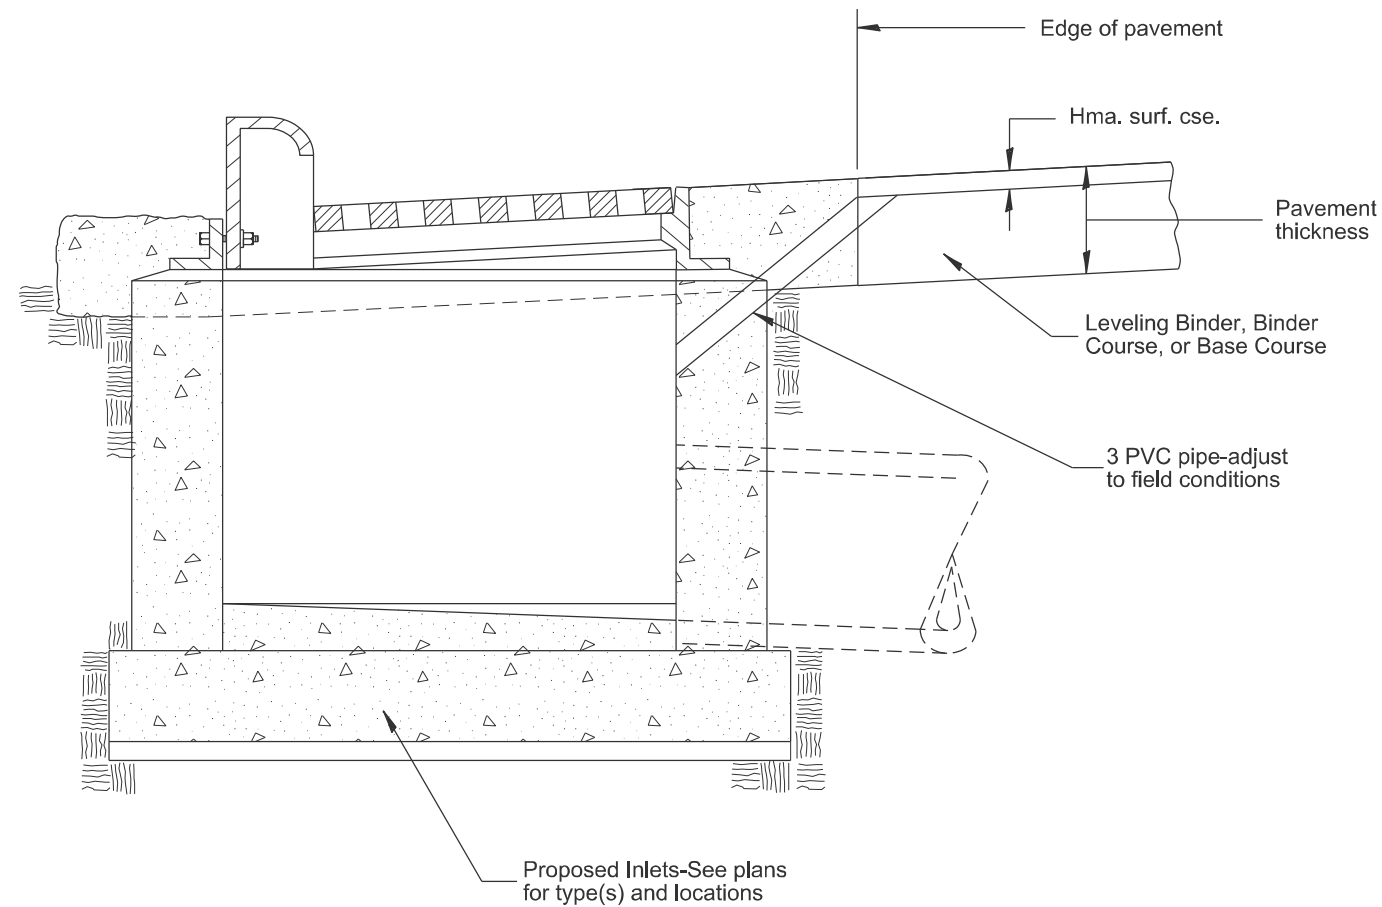 Edge of pavement
Hma. surf. cse.
Pavement
thickness
Leveling Binder, Binder
Course, or Base Course
3 PVC pipe-adjust
to field conditions
Proposed Inlets-See plans
for type(s) and locations